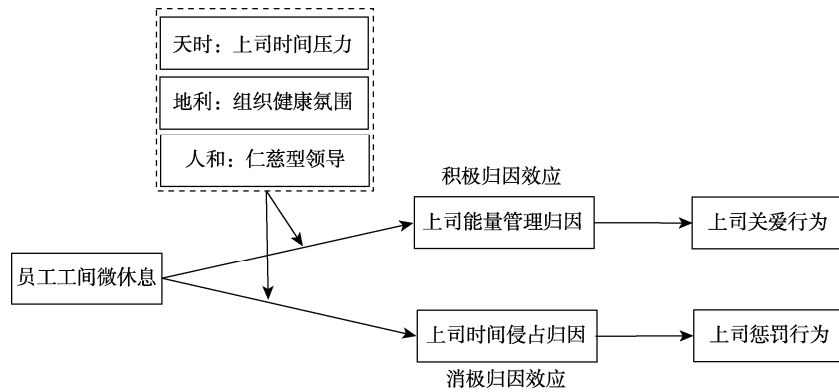 天时：上司时间压力
地利：组织健康氛围
人和：仁慈型领导
积极归因效应
上司能量管理归因
上司关爱行为
员工工间微休息
上司时间侵占归因
上司惩罚行为
消极归因效应